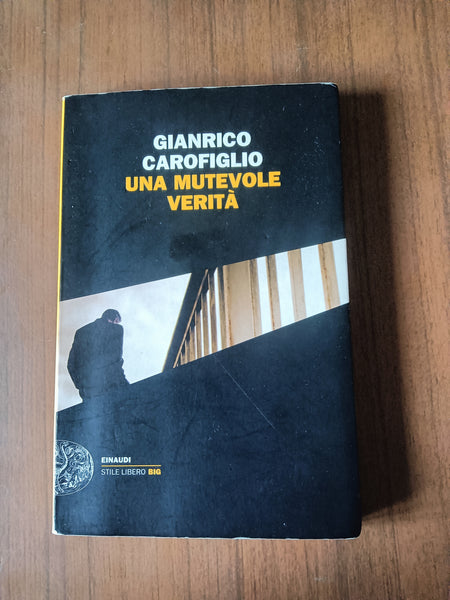 GIANRICO
CAROFIGLIO
UNA MUTEVOLE
VERITÀ
EINAUDI
STILE LIBERO BIG